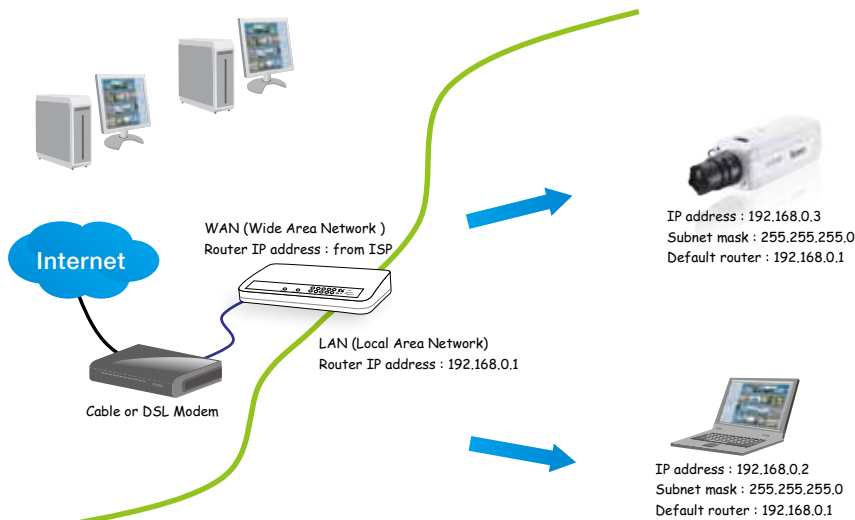 WAN (Wide Area Network )
Router IP address : from ISP
Internet
LAN (Local Area Network)
Router IP address : 192.168.0.1
Cable or DSL Modem
IP address : 192.168.0.3
Subnet mask : 255.255.255.0
Default router : 192.168.0.1
IP address : 192.168.0.2
Subnet mask : 255.255.255.0
Default router : 192.168.0.1